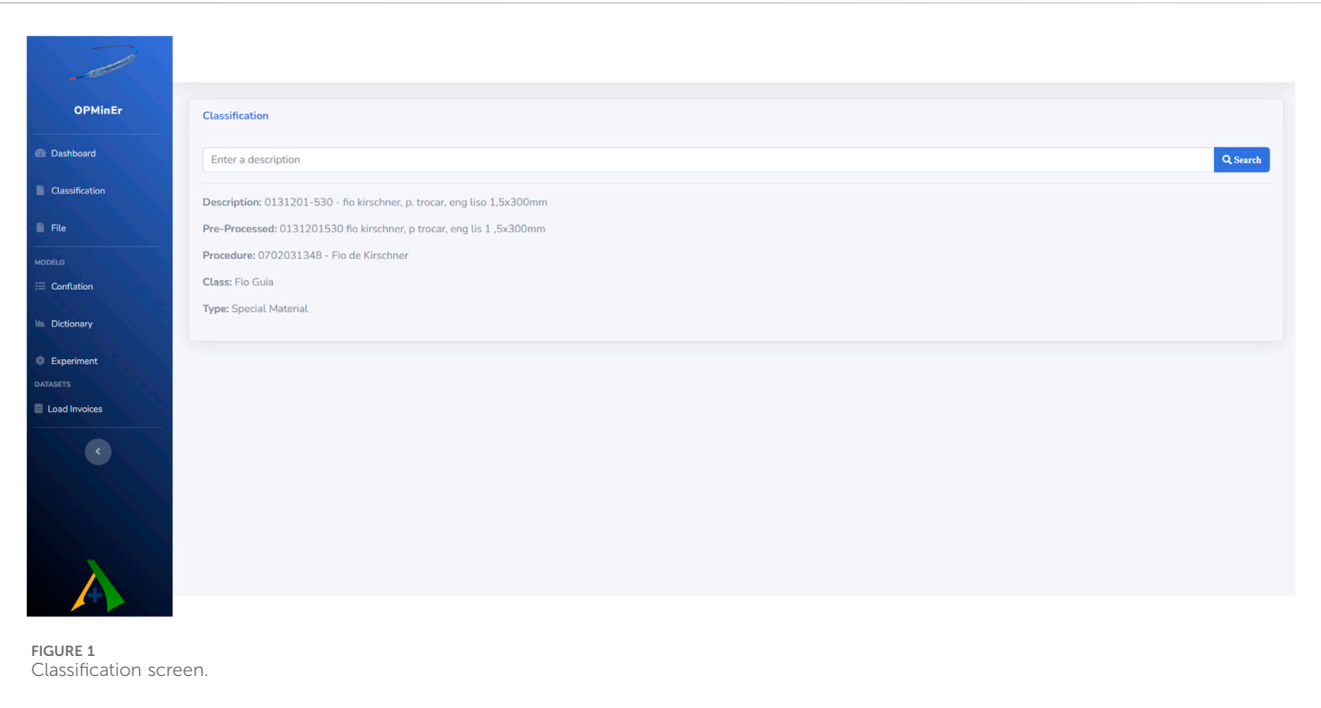 OPMinEr
Dashboard
Classification
File
MODELO
Conflation
Dictionary
Experiment
DATASETS
Load Invoices
Classification
Enter a description
Search
Description: 0131201-530 - fio kirschner, p. trocar, eng liso 1,5x300mm
Pre-Processed: 0131201530 fio kirschner, p trocar, eng lis 1 ,5x300mm
Procedure: 0702031348 - Fio de Kirschner
Class: Fio Guia
Type: Special Material
FIGURE 1
Classification screen.